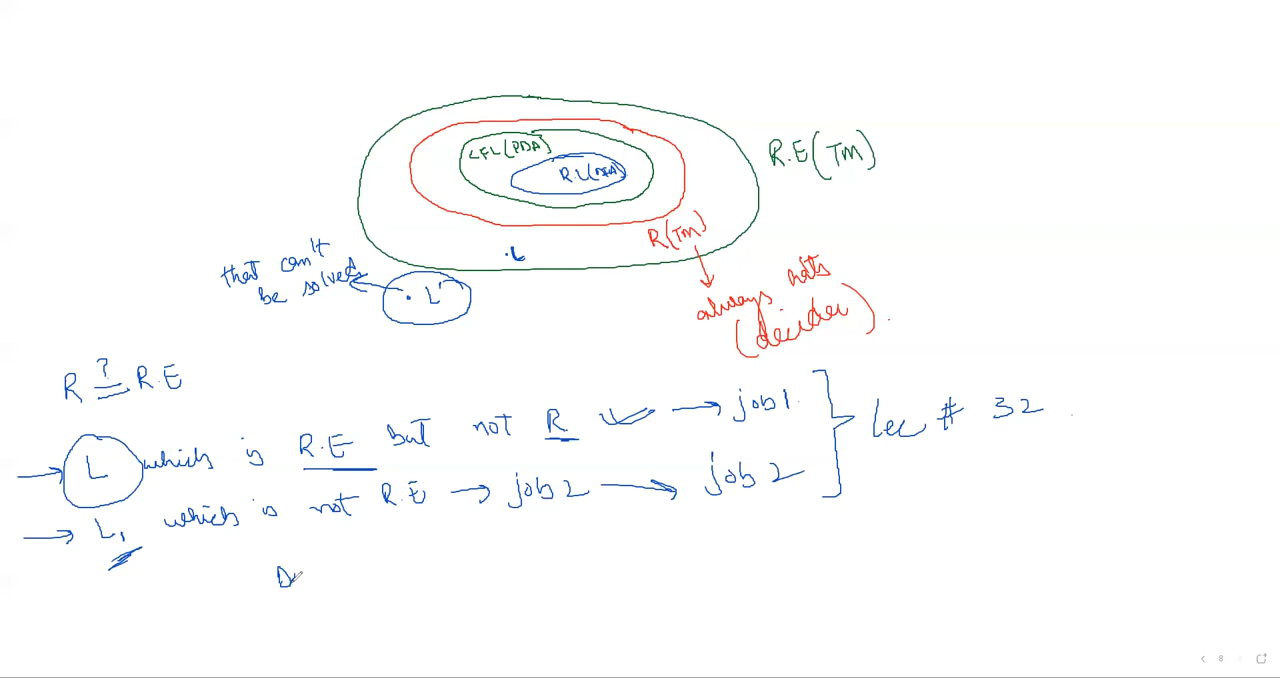 CFL (PDA)
R.L (DFA)
R.E (TM)
R (TM)
always halts
(decider).
.L
. L'
that can't
be solved
R ?= R.E
→ L which is R.E but not R → job 1.
→ L1 which is not R.E → job 2 → job 2
Lec # 32
D
8